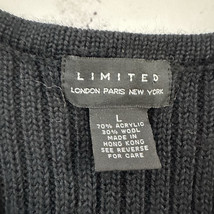 LIMITED
LONDON PARIS NEW YORK
L
70% ACRYLIC
30% WOOL
MADE IN
HONG KONG
SEE REVERSE
FOR CARE